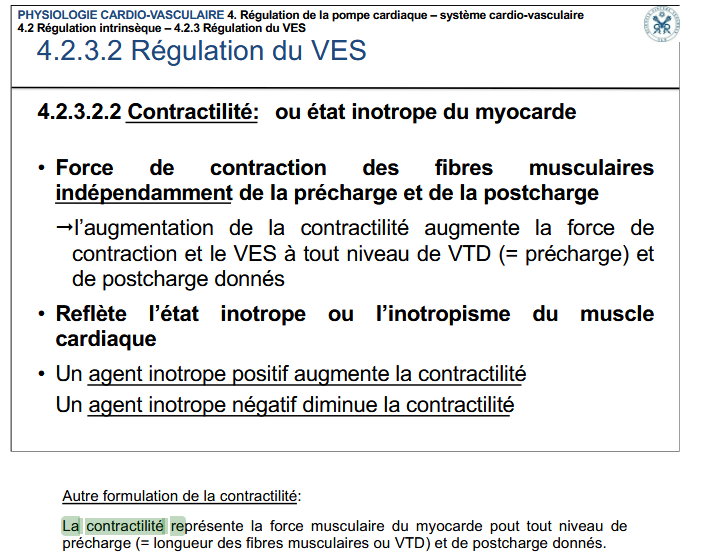 PHYSIOLOGIE CARDIO-VASCULAIRE 4. Régulation de la pompe cardiaque – système cardio-vasculaire
4.2 Régulation intrinsèque – 4.2.3 Régulation du VES
4.2.3.2 Régulation du VES
4.2.3.2.2 Contractilité: ou état inotrope du myocarde
• Force de contraction des fibres musculaires
indépendamment de la précharge et de la postcharge
→l’augmentation de la contractilité augmente la force de
contraction et le VES à tout niveau de VTD (= précharge) et
de postcharge donnés
• Reflète l’état inotrope ou l’inotropisme du muscle
cardiaque
• Un agent inotrope positif augmente la contractilité
Un agent inotrope négatif diminue la contractilité
Autre formulation de la contractilité:
La contractilité représente la force musculaire du myocarde pout tout niveau de
précharge (= longueur des fibres musculaires ou VTD) et de postcharge donnés.